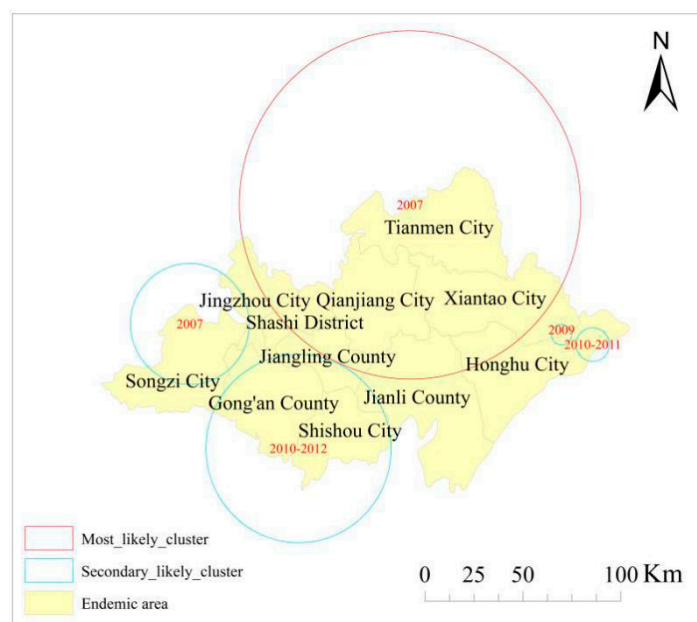 N
2007
Tianmen City
Jingzhou City
Qianjiang City
Xiantao City
2007
Shashi District
2009
2010-2011
Jiangling County
Honghu City
Songzi City
Jianli County
Gong'an County
Shishou City
2010-2012
Most_likely_cluster
Secondary_likely_cluster
Endemic area
0 25 50 100 Km